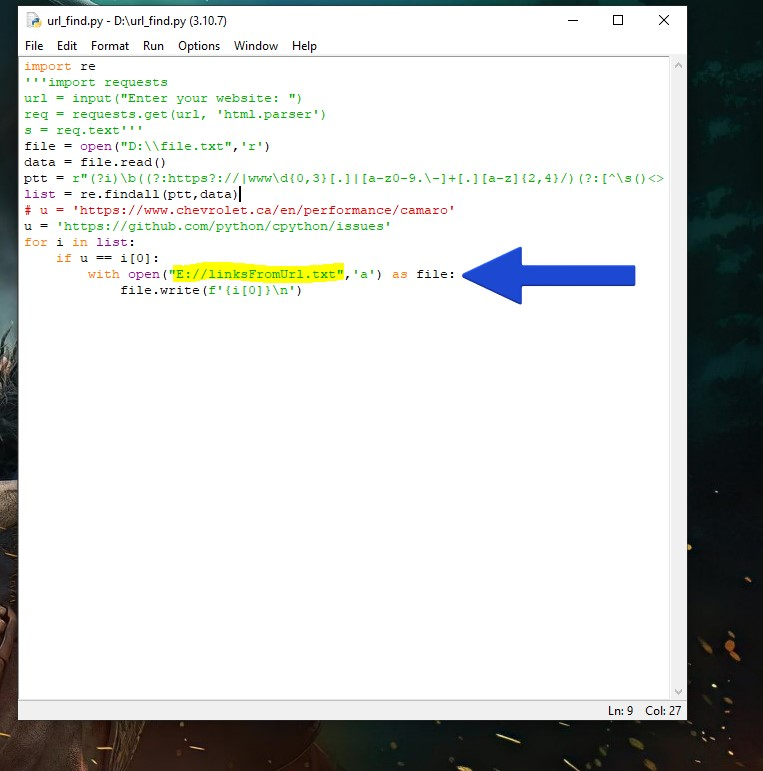 url_find.py - D:\url_find.py (3.10.7)
File Edit Format Run Options Window Help
import re
'''import requests
url = input("Enter your website: ")
req = requests.get(url, 'html.parser')
s = req.text'''
file = open("D:\\file.txt",'r')
data = file.read()
ptt = r"(?i)\b((?:https?://|www\d{0,3}[.]|[a-z0-9.\-]+[.][a-z]{2,4}/)(?:[^\s()<>
list = re.findall(ptt,data)
# u = 'https://www.chevrolet.ca/en/performance/camaro'
u = 'https://github.com/python/cpython/issues'
for i in list:
    if u == i[0]:
        with open("E://linksFromUrl.txt",'a') as file:
            file.write(f'{i[0]}\n')
Ln: 9 Col: 27